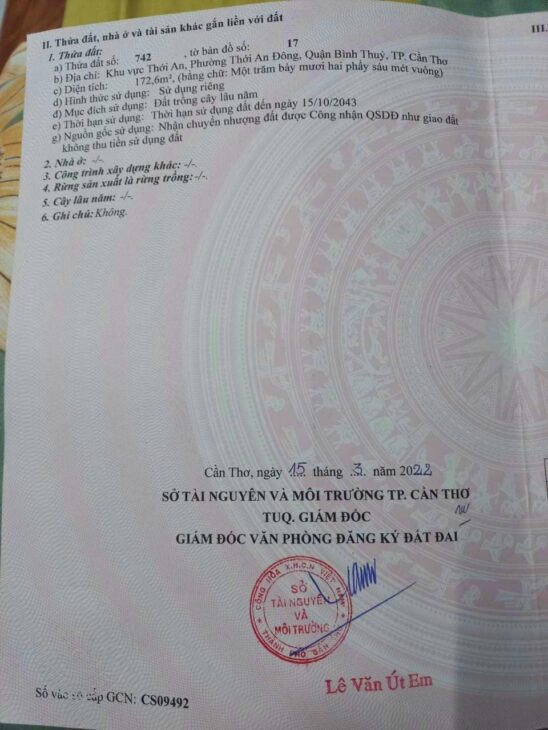 II. Thửa đất, nhà ở và tài sản khác gắn liền với đất
III.
1. Thửa đất:
a) Thửa đất số: 742 , tờ bản đồ số: 17
b) Địa chỉ: Khu vực Thới An, Phường Thới An Đông, Quận Bình Thuỷ, TP. Cần Thơ
c) Diện tích: 172,6m², (bằng chữ: Một trăm bảy mươi hai phẩy sáu mét vuông)
d) Hình thức sử dụng: Sử dụng riêng
đ) Mục đích sử dụng: Đất trồng cây lâu năm
e) Thời hạn sử dụng: Thời hạn sử dụng đất đến ngày 15/10/2043
g) Nguồn gốc sử dụng: Nhận chuyển nhượng đất được Công nhận QSDĐ như giao đất
không thu tiền sử dụng đất
2. Nhà ở: -/-.
3. Công trình xây dựng khác: -/-.
4. Rừng sản xuất là rừng trồng: -/-.
5. Cây lâu năm: -/-.
6. Ghi chú: Không.
Cần Thơ, ngày 15 tháng 3 năm 2022
SỞ TÀI NGUYÊN VÀ MÔI TRƯỜNG TP. CẦN THƠ
TUQ. GIÁM ĐỐC
GIÁM ĐỐC VĂN PHÒNG ĐĂNG KÝ ĐẤT ĐAI
CỘNG HÒA X.H.C.N VIỆT NAM
SỞ
TÀI NGUYÊN
VÀ
MÔI TRƯỜNG
THÀNH PHỐ CẦN THƠ
Lê Văn Út Em
Số vào sổ cấp GCN: CS09492